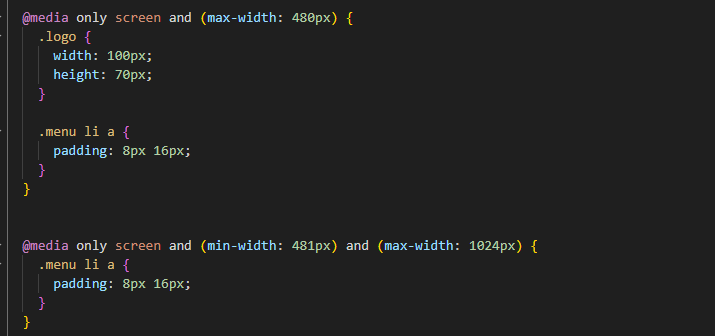 @media only screen and (max-width: 480px) {
  .logo {
    width: 100px;
    height: 70px;
  }

  .menu li a {
    padding: 8px 16px;
  }
}


@media only screen and (min-width: 481px) and (max-width: 1024px) {
  .menu li a {
    padding: 8px 16px;
  }
}